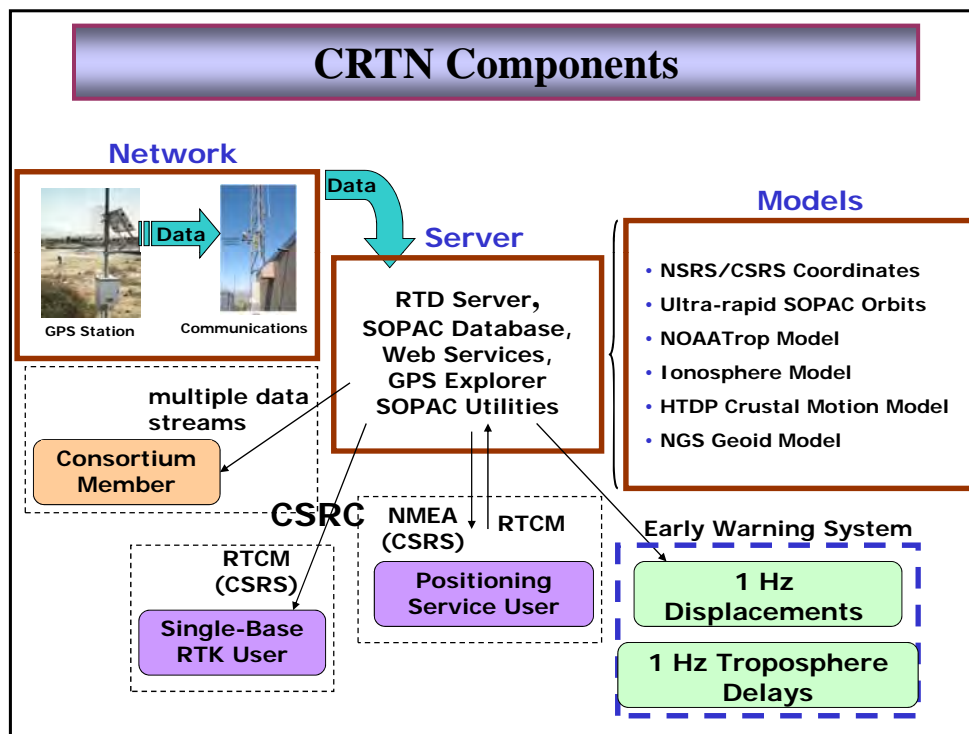 CRTN Components
Network
Data
GPS Station
Data
Communications
Server
RTD Server,
SOPAC Database,
Web Services,
GPS Explorer
SOPAC Utilities
Models
• NSRS/CSRS Coordinates
• Ultra-rapid SOPAC Orbits
• NOAATrop Model
• Ionosphere Model
• HTDP Crustal Motion Model
• NGS Geoid Model
multiple data
streams
Consortium
Member
CSRC
RTCM
(CSRS)
Single-Base
RTK User
NMEA
(CSRS)
RTCM
Positioning
Service User
Early Warning System
1 Hz
Displacements
1 Hz Troposphere
Delays